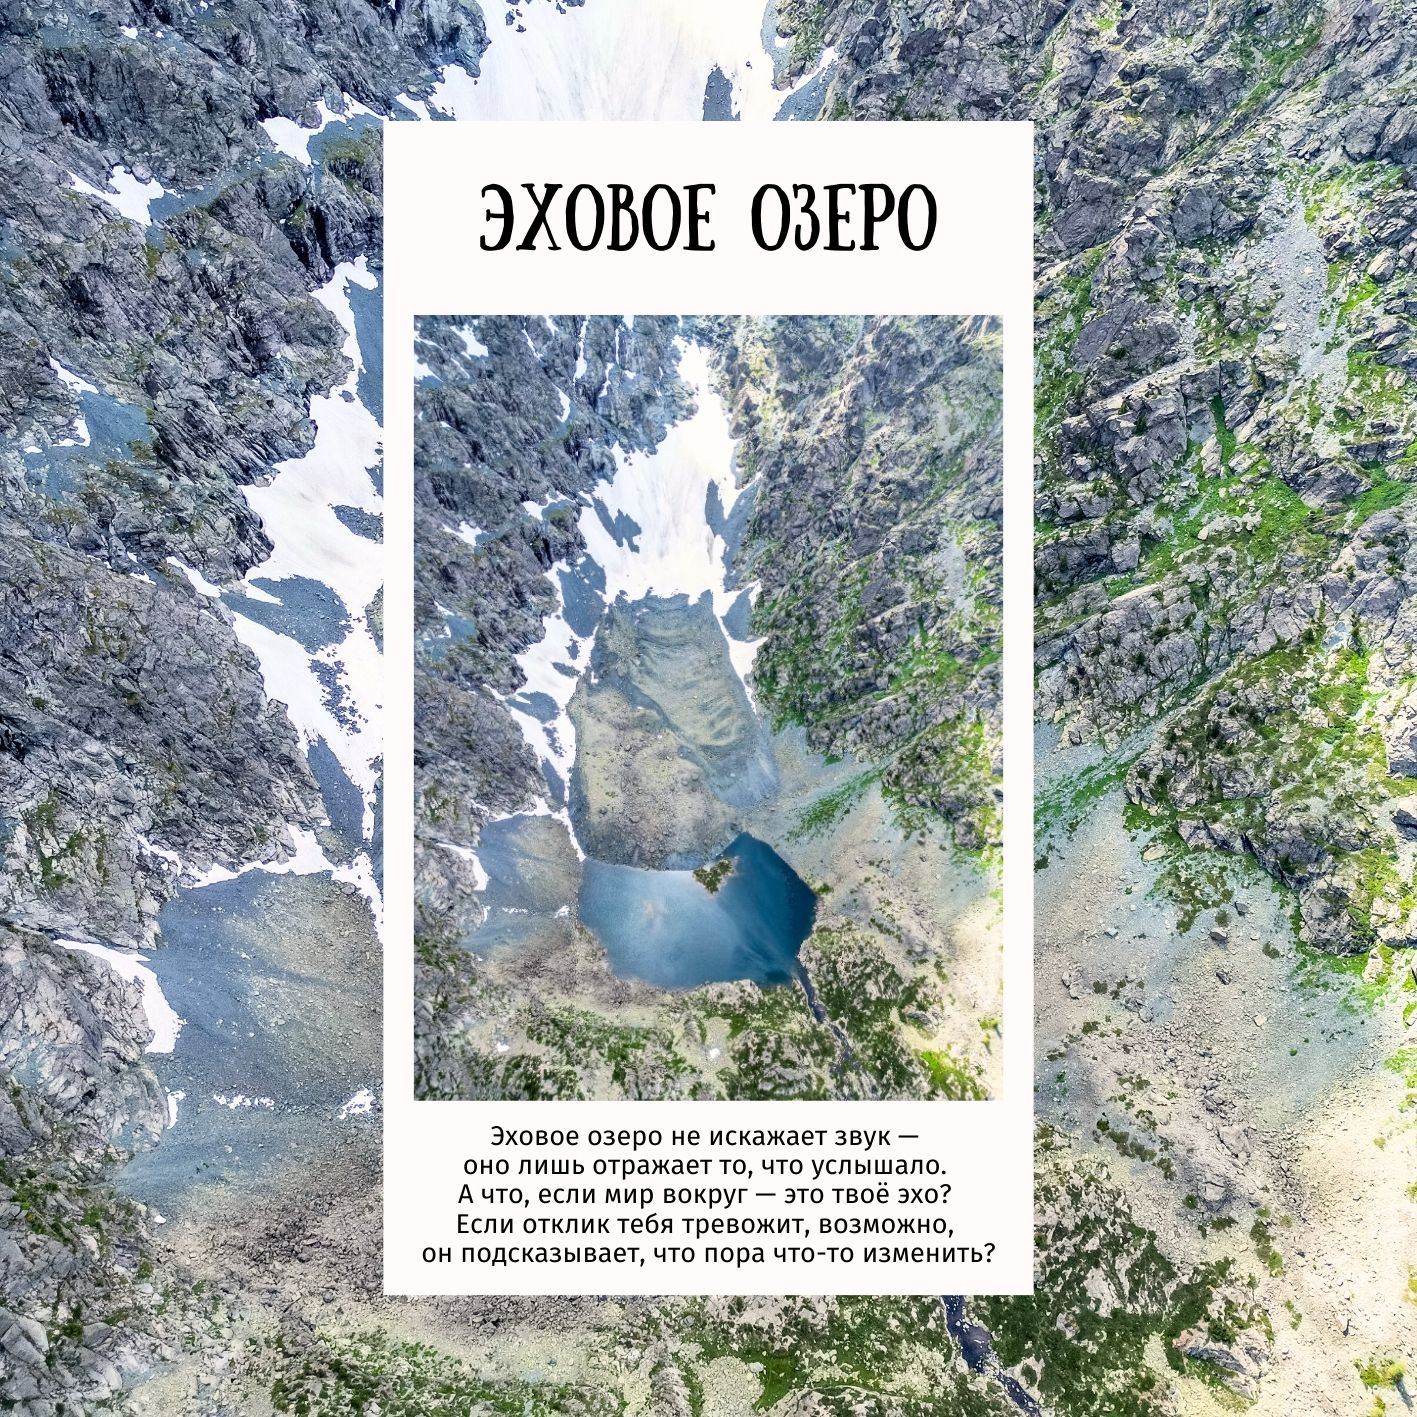 ЭХОВОЕ ОЗЕРО
Эховое озеро не искажает звук —
оно лишь отражает то, что услышало.
А что, если мир вокруг — это твоё эхо?
Если отклик тебя тревожит, возможно,
он подсказывает, что пора что-то изменить?